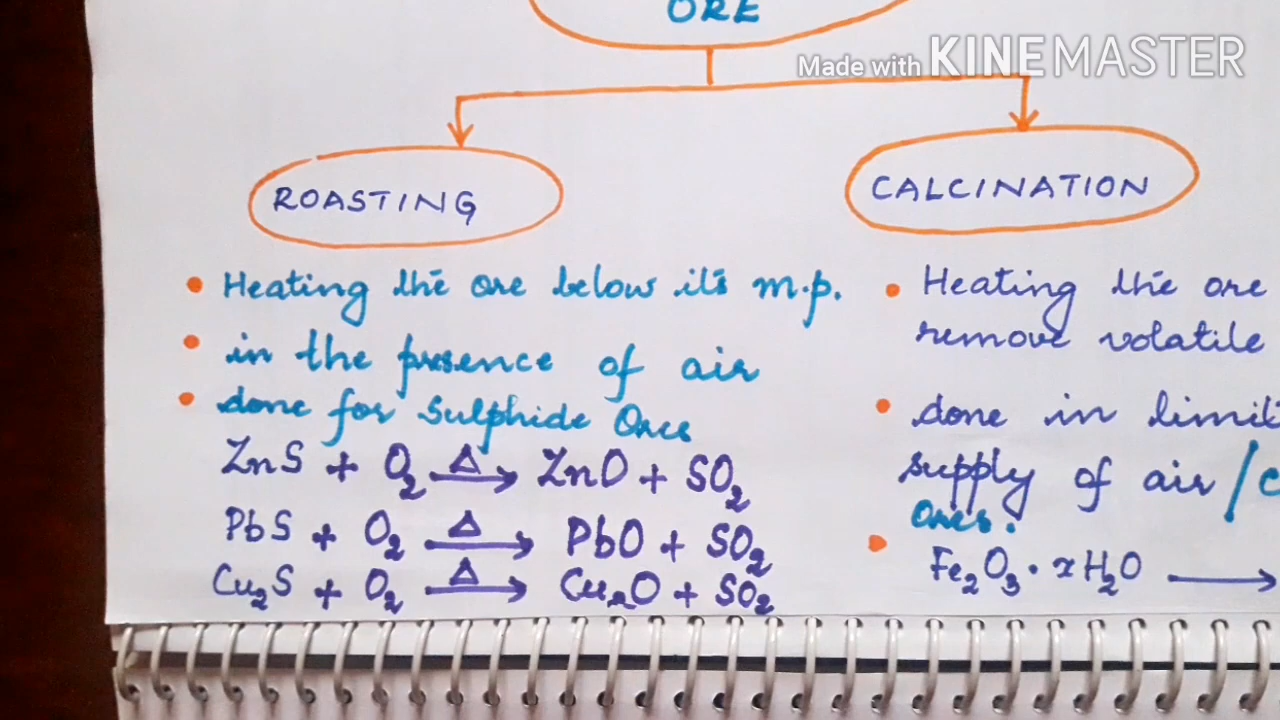 ORE
Made with KINEMASTER
ROASTING
CALCINATION
• Heating the ore below its m.p.
• in the presence of air
• done for Sulphide Ores
ZnS + O₂ —Δ→ ZnO + SO₂
PbS + O₂ —Δ→ PbO + SO₂
Cu₂S + O₂ —Δ→ Cu₂O + SO₂
• Heating the ore
remove volatile
• done in limit
supply of air / C
Ores.
• Fe₂O₃·xH₂O →